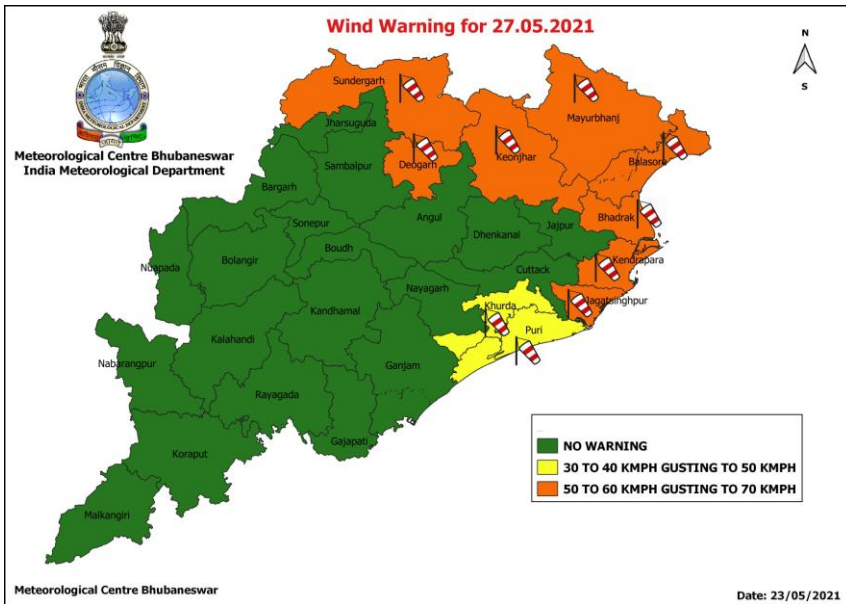 Wind Warning for 27.05.2021
N
S
Meteorological Centre Bhubaneswar
India Meteorological Department
Sundergarh
Mayurbhanj
Jharsuguda
Keonjhar
Deogarh
Sambalpur
Balasore
Bargarh
Bhadrak
Angul
Sonepur
Jajpur
Dhenkanal
Boudh
Kendrapara
Nuapada
Bolangir
Cuttack
Nayagarh
Jagatsinghpur
Khurda
Kandhamal
Puri
Kalahandi
Nabarangpur
Ganjam
Rayagada
Gajapati
Koraput
Malkangiri
NO WARNING
30 TO 40 KMPH GUSTING TO 50 KMPH
50 TO 60 KMPH GUSTING TO 70 KMPH
Meteorological Centre Bhubaneswar
Date: 23/05/2021